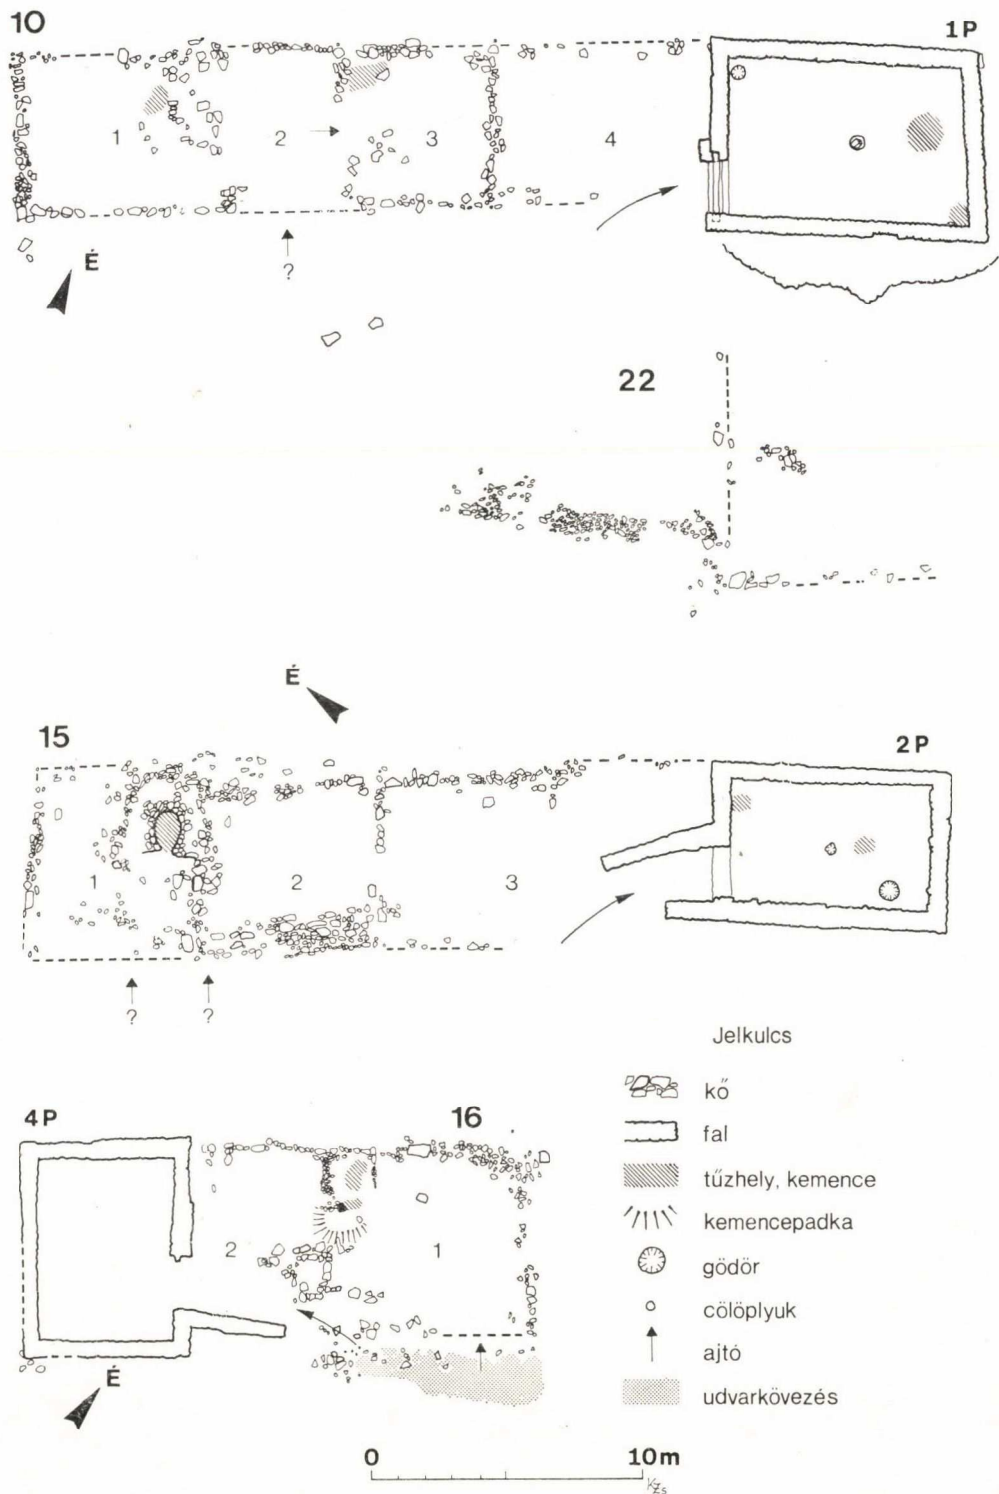 10
1P
1
2
3
4
É
?
22
É
15
2P
1
2
3
?
?
Jelkulcs
kő
fal
tűzhely, kemence
kemencepadka
gödör
cölöplyuk
ajtó
udvarkövezés
4P
16
2
1
É
0
10m